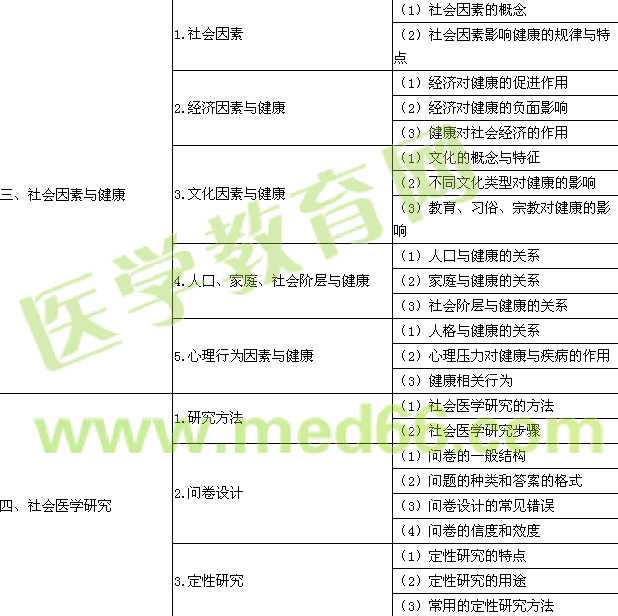 三、社会因素与健康
1.社会因素
（1）社会因素的概念
（2）社会因素影响健康的规律与特
点
2.经济因素与健康
（1）经济对健康的促进作用
（2）经济对健康的负面影响
（3）健康对社会经济的作用
3.文化因素与健康
（1）文化的概念与特征
（2）不同文化类型对健康的影响
（3）教育、习俗、宗教对健康的影
响
4.人口、家庭、社会阶层与健康
（1）人口与健康的关系
（2）家庭与健康的关系
（3）社会阶层与健康的关系
5.心理行为因素与健康
（1）人格与健康的关系
（2）心理压力对健康与疾病的作用
（3）健康相关行为
四、社会医学研究
1.研究方法
（1）社会医学研究的方法
（2）社会医学研究步骤
2.问卷设计
（1）问卷的一般结构
（2）问题的种类和答案的格式
（3）问卷设计的常见错误
（4）问卷的信度和效度
3.定性研究
（1）定性研究的特点
（2）定性研究的用途
（3）常用的定性研究方法
医学教育网
www.med66.com